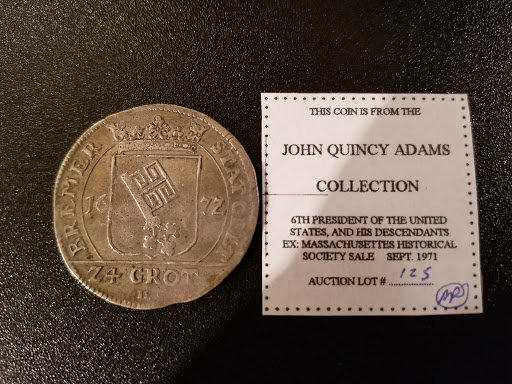 BREMER STATGELT
16 72
24 GROT
THIS COIN IS FROM THE
JOHN QUINCY ADAMS
COLLECTION
6TH PRESIDENT OF THE UNITED
STATES, AND HIS DESCENDANTS
EX: MASSACHUSETTES HISTORICAL
SOCIETY SALE SEPT. 1971
AUCTION LOT # 125